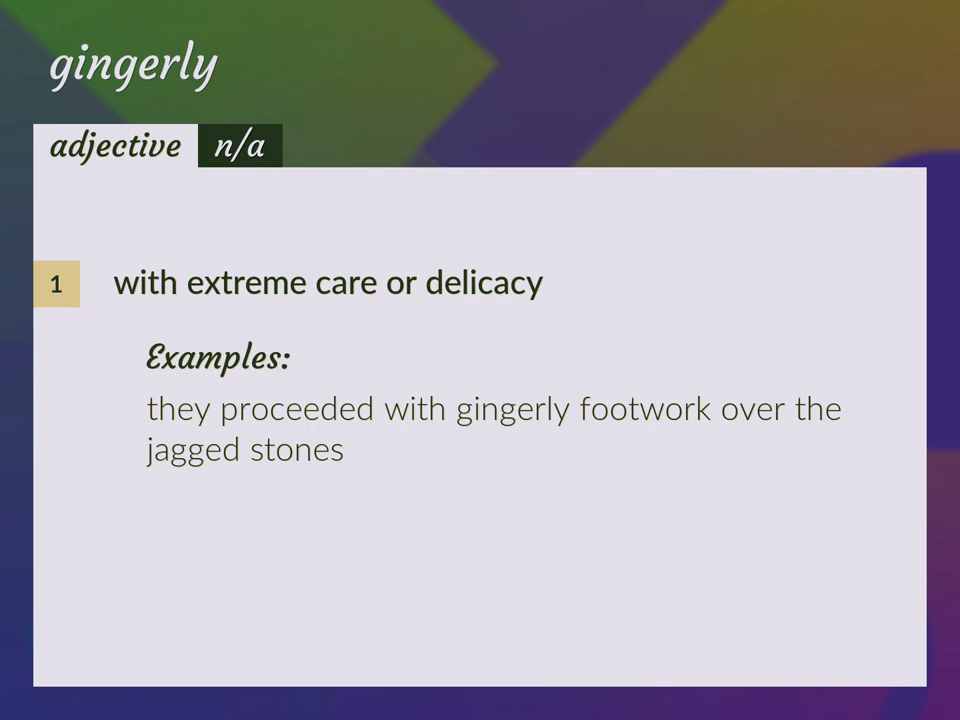 gingerly
adjective n/a
1 with extreme care or delicacy
Examples:
they proceeded with gingerly footwork over the
jagged stones